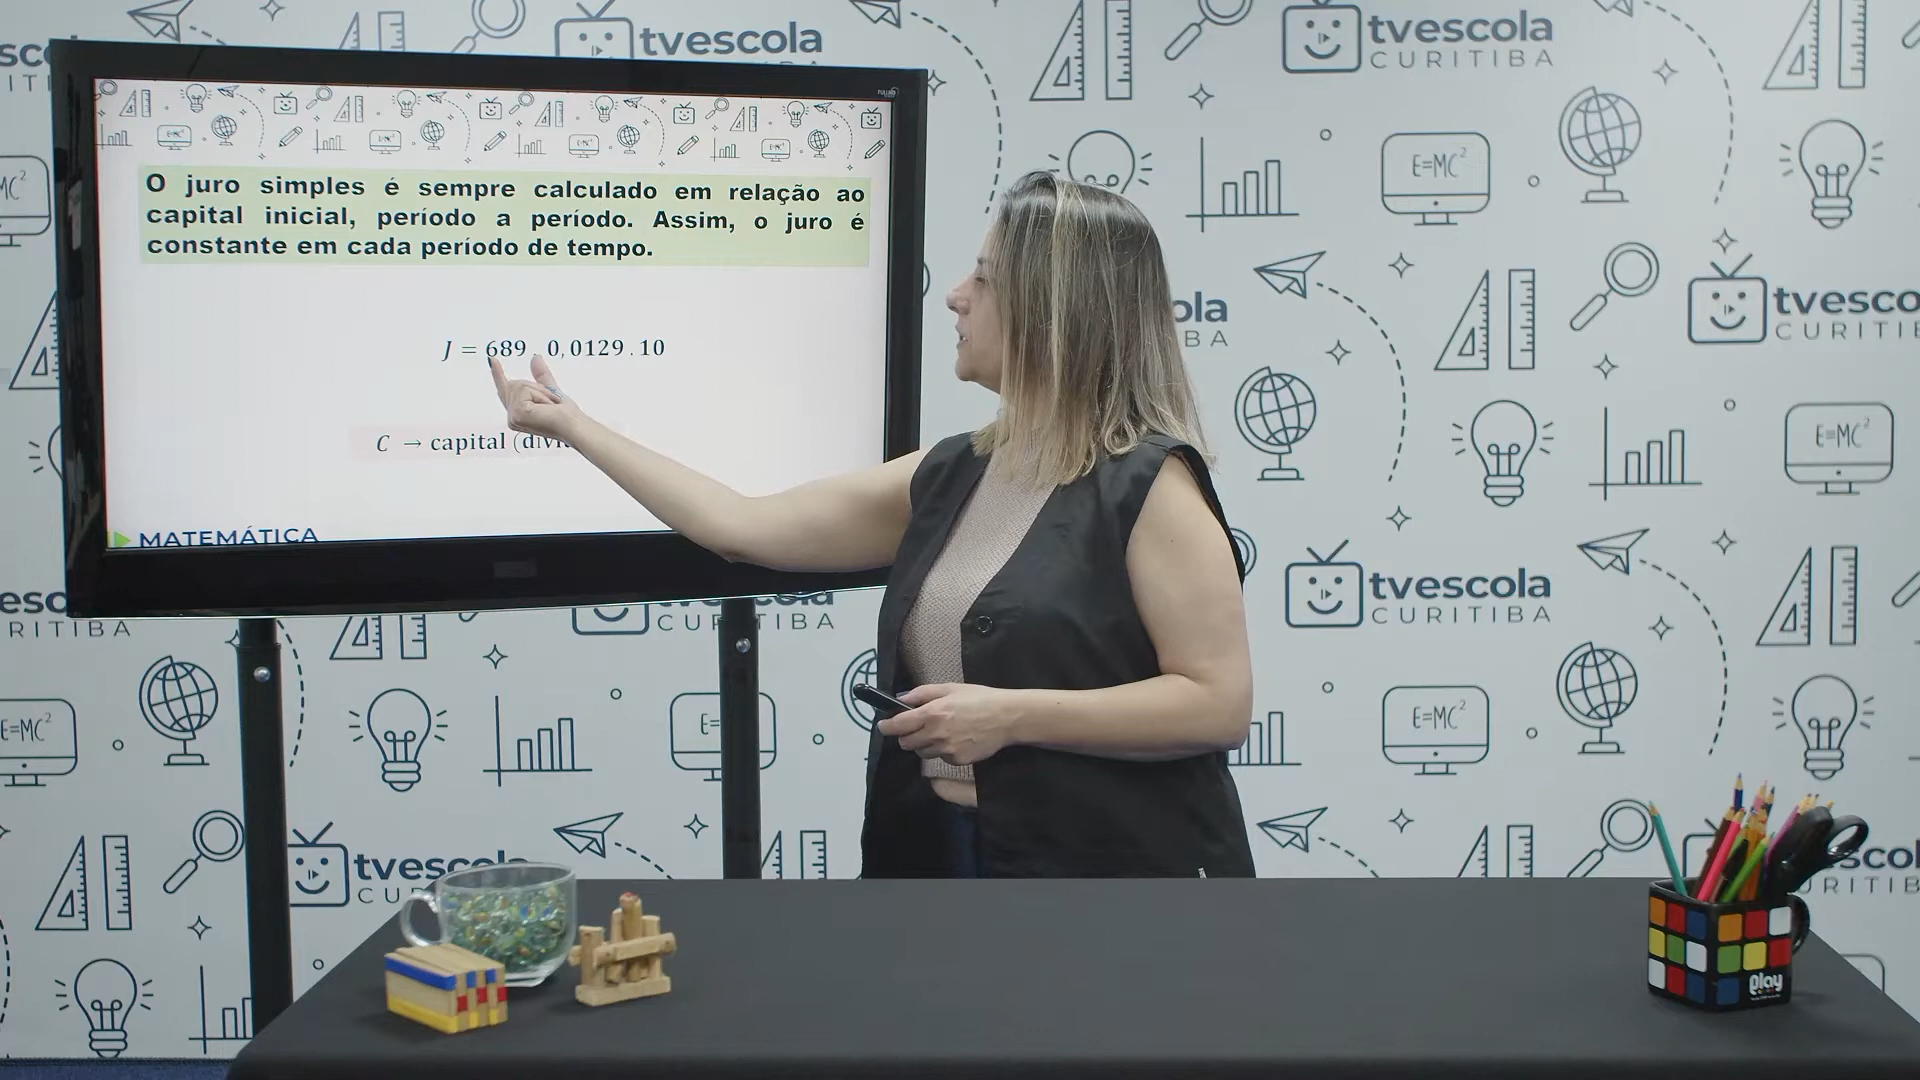 tvescola
CURITIBA
tvescola
CURITIBA
O juro simples é sempre calculado em relação ao
capital inicial, período a período. Assim, o juro é
constante em cada período de tempo.
J = 689 . 0,0129 . 10
C → capital
MATEMÁTICA
E=MC²
tvescola
CURITIBA
E=MC²
tvescola
CURITIBA
E=MC²
E=MC²
tvescola
play